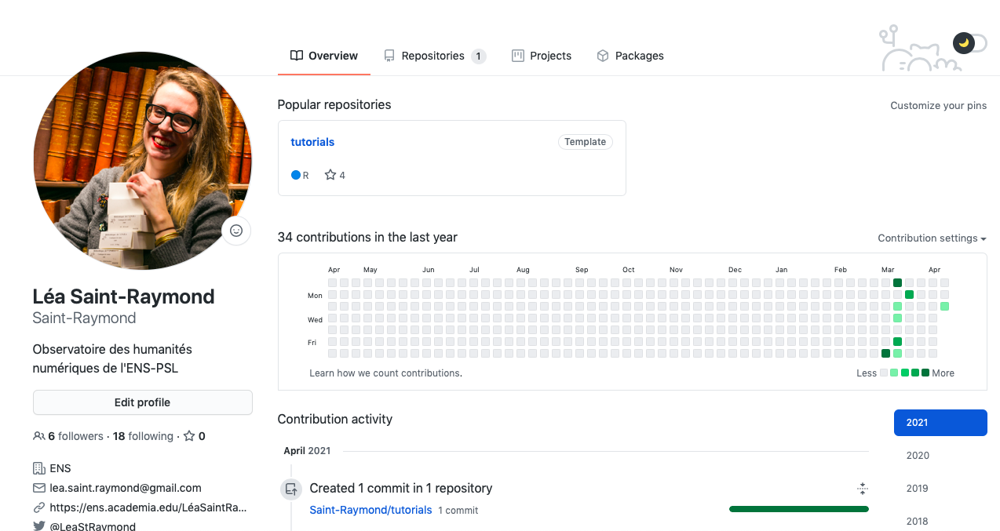 Overview
Repositories 1
Projects
Packages
Popular repositories
Customize your pins
tutorials
Template
R
4
34 contributions in the last year
Contribution settings
Apr May Jun Jul Aug Sep Oct Nov Dec Jan Feb Mar Apr
Mon
Wed
Fri
Learn how we count contributions.
Less
More
Léa Saint-Raymond
Saint-Raymond
Observatoire des humanités
numériques de l'ENS-PSL
Edit profile
6 followers · 18 following · 0
ENS
lea.saint.raymond@gmail.com
https://ens.academia.edu/LéaSaintRa...
@LeaStRaymond
Contribution activity
2021
2020
2019
2018
April 2021
Created 1 commit in 1 repository
Saint-Raymond/tutorials 1 commit